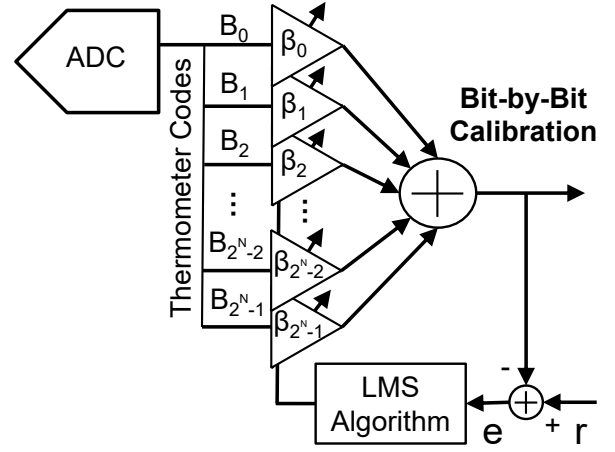 ADC
Thermometer Codes
B₀
B₁
B₂
...
B₂ᴺ₋₂
B₂ᴺ₋₁
β₀
β₁
β₂
...
β₂ᴺ₋₂
β₂ᴺ₋₁
Bit-by-Bit
Calibration
LMS
Algorithm
-
+
e
+ r